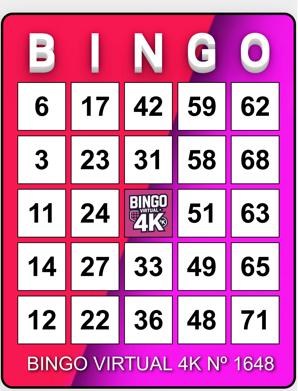 B I N G O
6 17 42 59 62
3 23 31 58 68
11 24 BINGO VIRTUAL 4K 51 63
14 27 33 49 65
12 22 36 48 71
BINGO VIRTUAL 4K Nº 1648